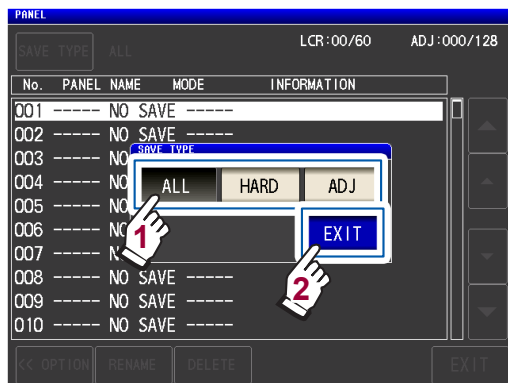 PANEL
SAVE TYPE ALL LCR:00/60 ADJ:000/128
No. PANEL NAME MODE INFORMATION
001 ----- NO SAVE -----
002 ----- NO SAVE -----
SAVE TYPE
003 ----- NO
004 ----- NO ALL HARD ADJ
005 ----- NO
006 ----- NO 1 EXIT
007 ----- N
008 ----- NO SAVE ----- 2
009 ----- NO SAVE -----
010 ----- NO SAVE -----
<< OPTION RENAME DELETE EXIT